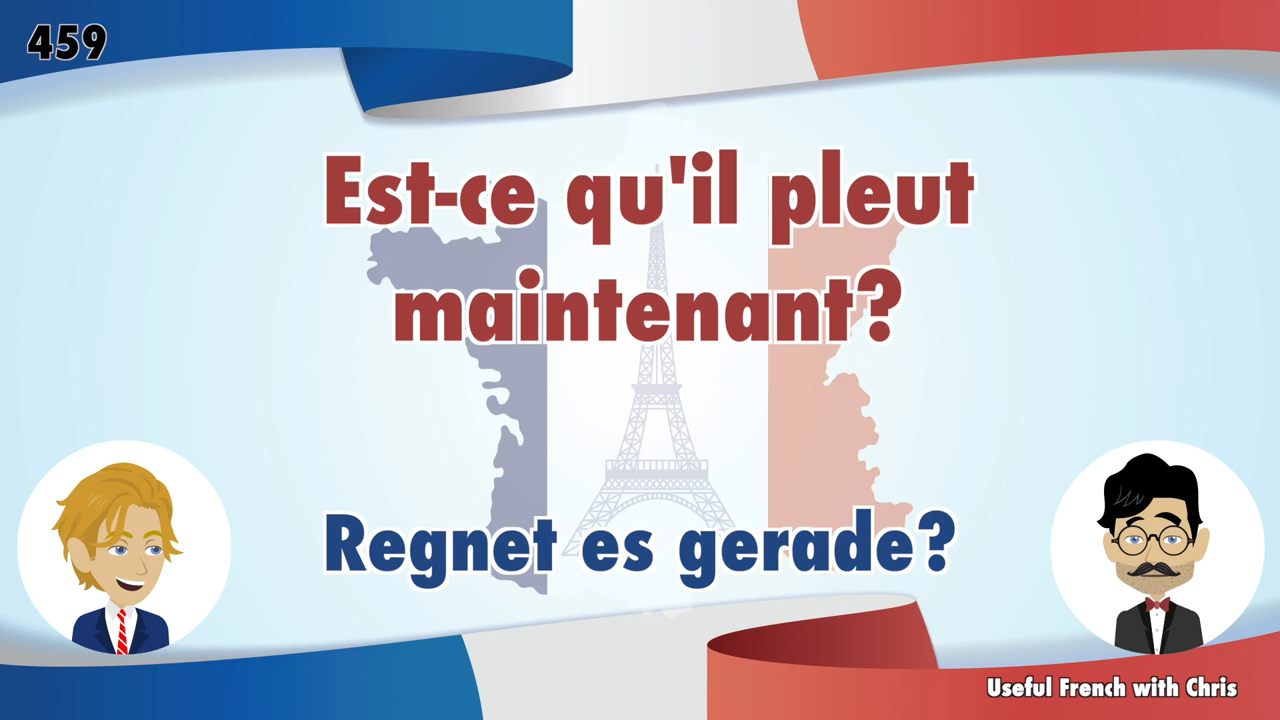 459
Est-ce qu'il pleut
maintenant?
Regnet es gerade?
Useful French with Chris